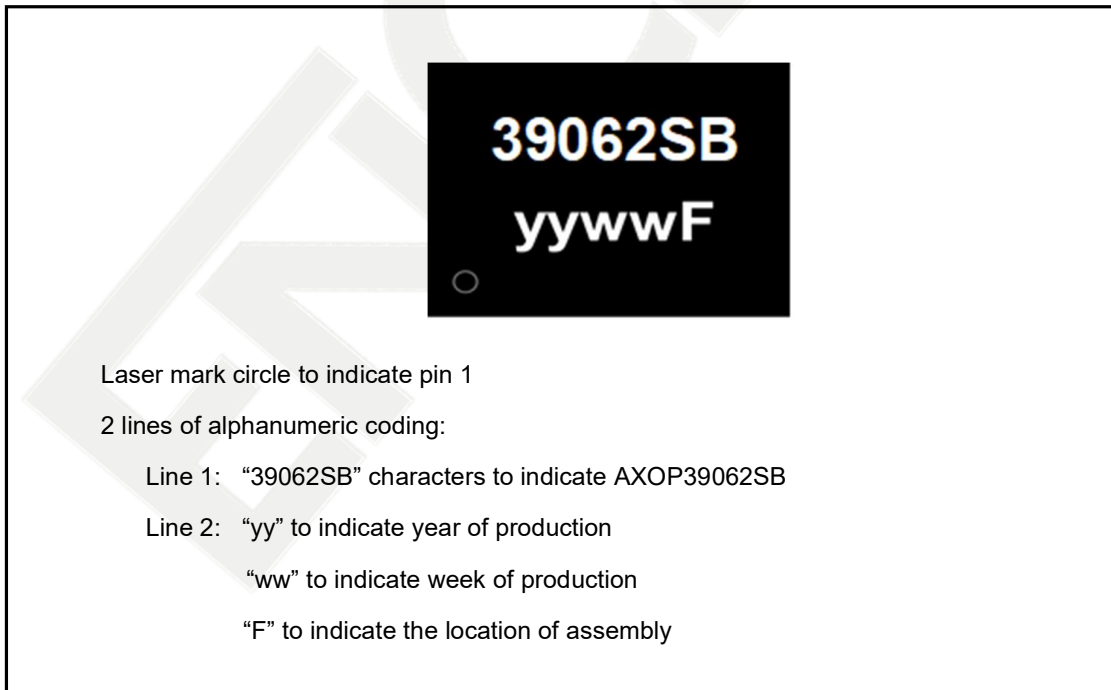 39062SB
yywwF
Laser mark circle to indicate pin 1
2 lines of alphanumeric coding:
Line 1: “39062SB” characters to indicate AXOP39062SB
Line 2: “yy” to indicate year of production
“ww” to indicate week of production
“F” to indicate the location of assembly